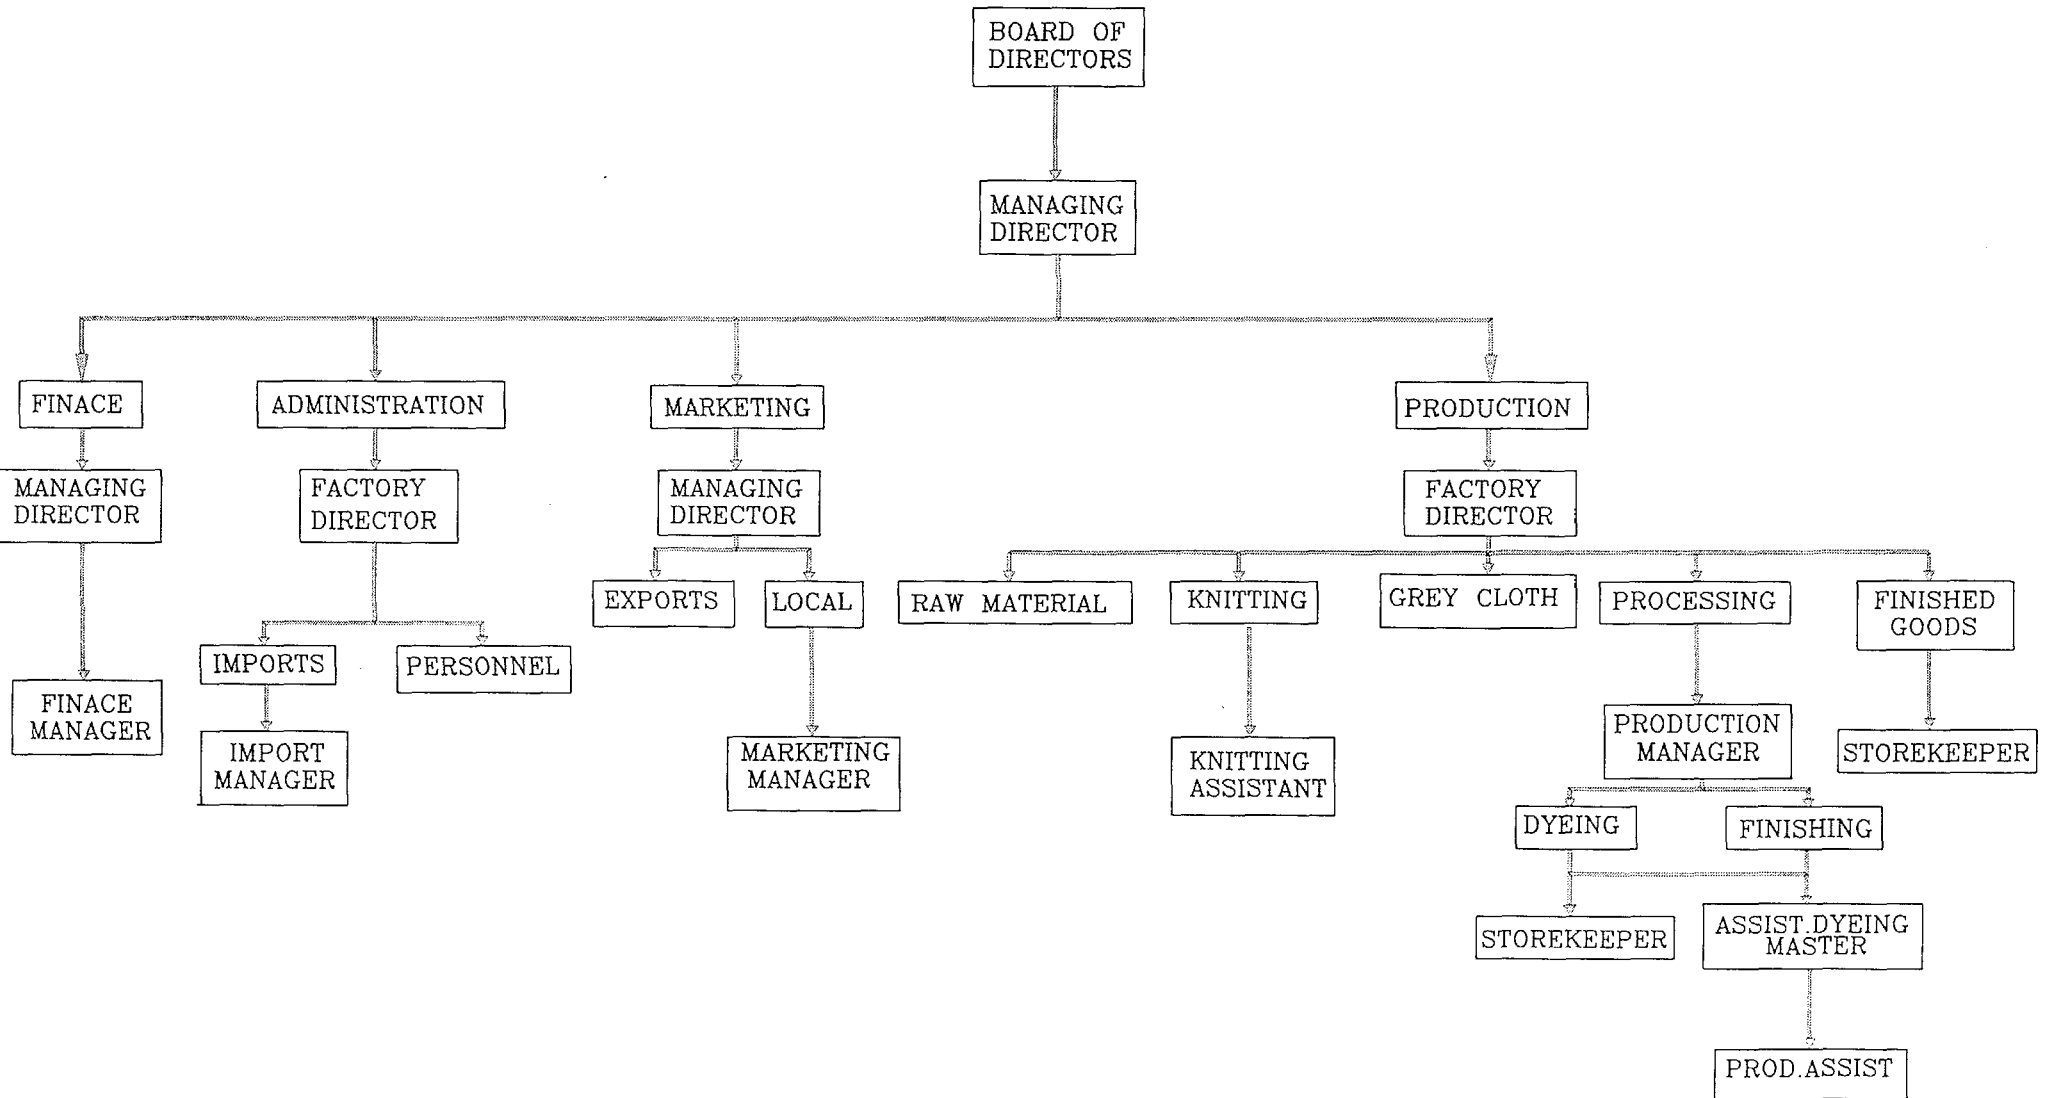 BOARD OF
DIRECTORS
MANAGING
DIRECTOR
FINACE
ADMINISTRATION
MARKETING
PRODUCTION
MANAGING
DIRECTOR
FACTORY
DIRECTOR
MANAGING
DIRECTOR
FACTORY
DIRECTOR
EXPORTS
LOCAL
RAW MATERIAL
KNITTING
GREY CLOTH
PROCESSING
FINISHED
GOODS
IMPORTS
PERSONNEL
FINACE
MANAGER
IMPORT
MANAGER
MARKETING
MANAGER
KNITTING
ASSISTANT
PRODUCTION
MANAGER
STOREKEEPER
DYEING
FINISHING
STOREKEEPER
ASSIST.DYEING
MASTER
PROD.ASSIST